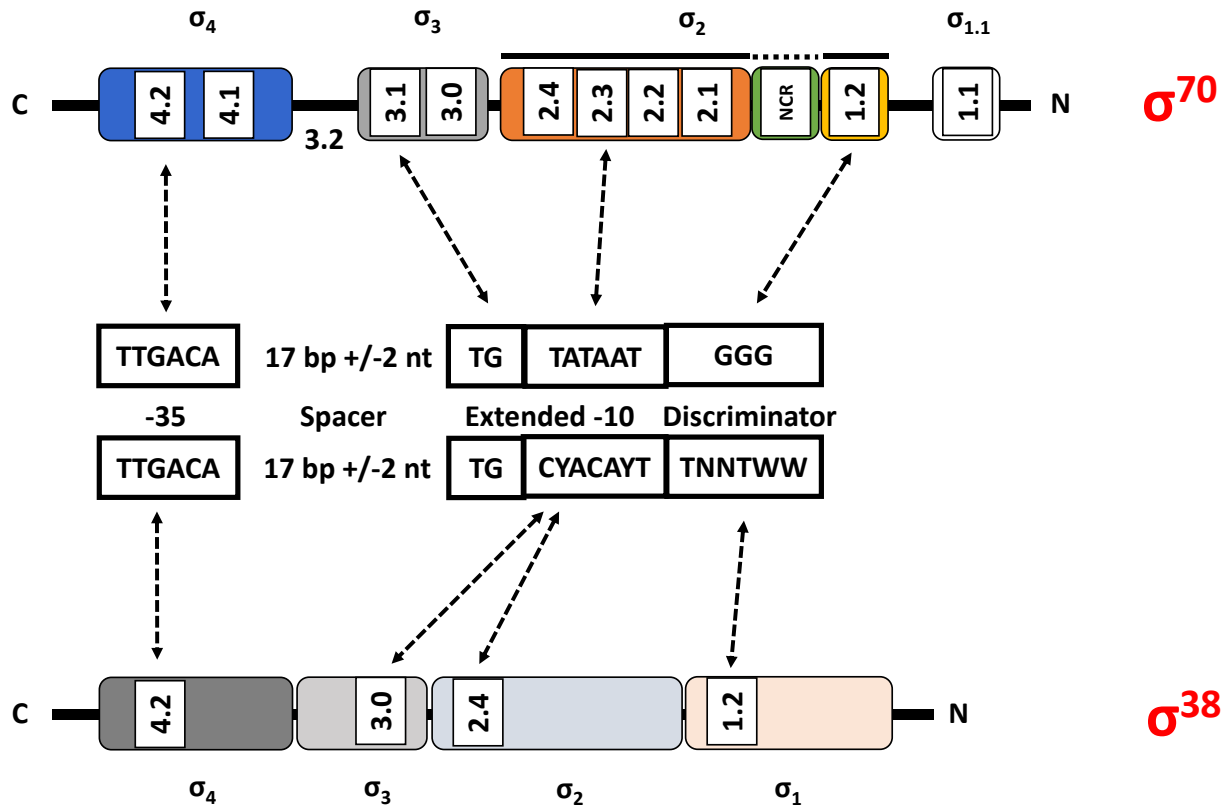 σ₄ σ₃ σ₂ σ₁.₁
C 4.2 4.1 3.1 3.0 2.4 2.3 2.2 2.1 NCR 1.2 1.1 N σ⁷⁰
3.2
TTGACA 17 bp +/-2 nt TG TATAAT GGG
-35 Spacer Extended -10 Discriminator
TTGACA 17 bp +/-2 nt TG CYACAYT TNNTWW
C 4.2 3.0 2.4 1.2 N σ³⁸
σ₄ σ₃ σ₂ σ₁